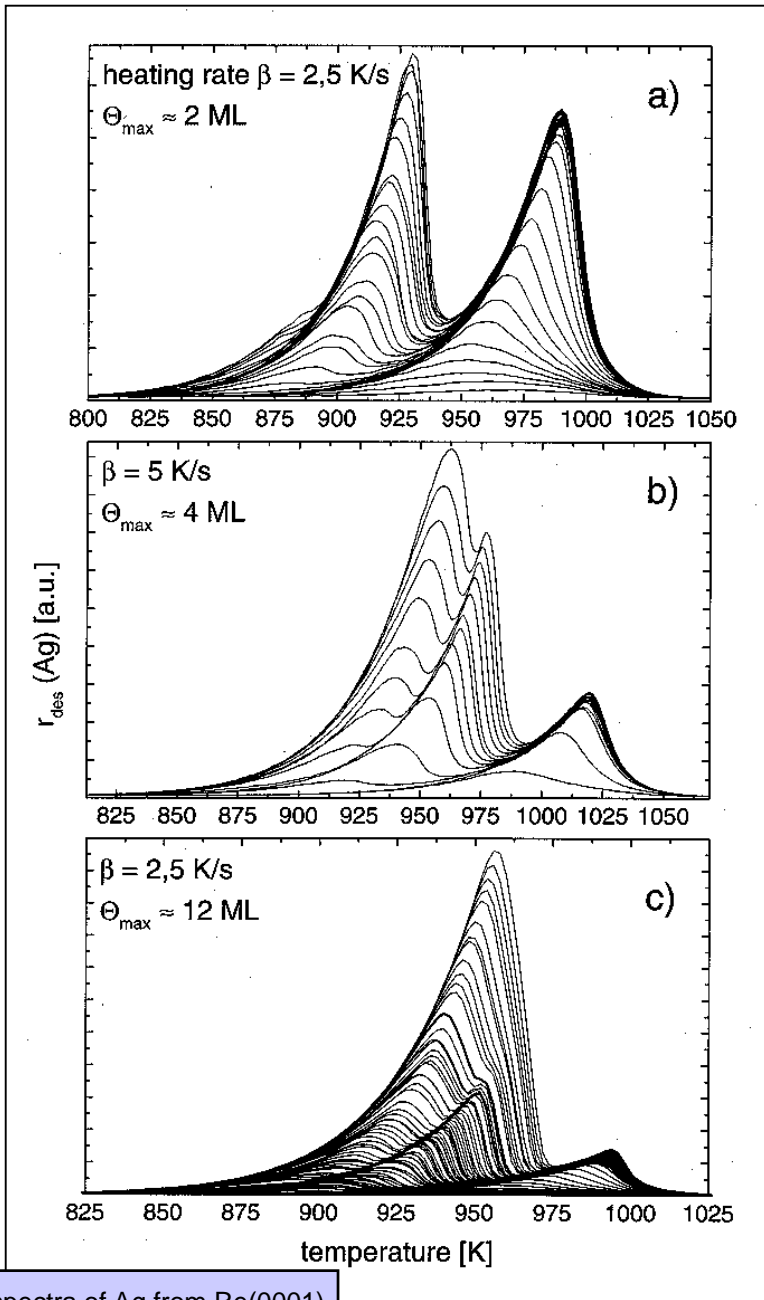 heating rate β = 2,5 K/s
Θmax ≈ 2 ML
a)
800 825 850 875 900 925 950 975 1000 1025 1050
β = 5 K/s
Θmax ≈ 4 ML
b)
rdes (Ag) [a.u.]
825 850 875 900 925 950 975 1000 1025 1050
β = 2,5 K/s
Θmax ≈ 12 ML
c)
825 850 875 900 925 950 975 1000 1025
temperature [K]
spectra of Ag from Re(0001)